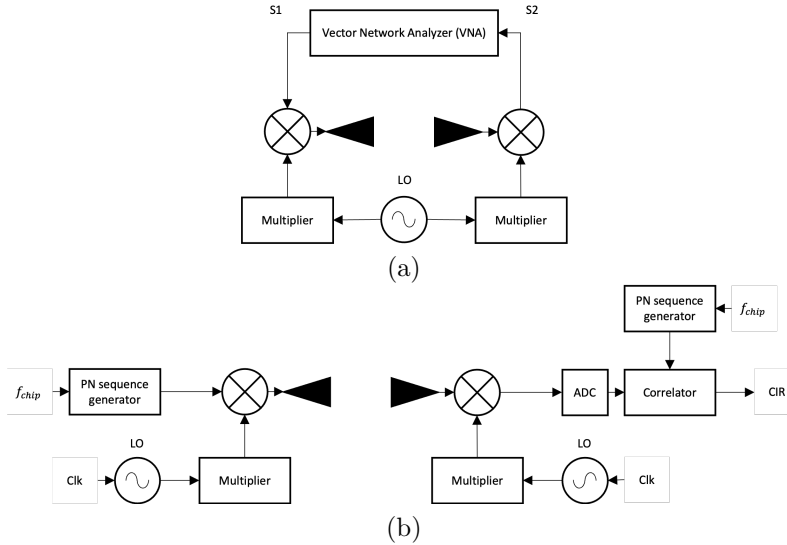 S1
Vector Network Analyzer (VNA)
S2
LO
Multiplier
Multiplier
(a)
PN sequence
generator
f_chip
f_chip
PN sequence
generator
ADC
Correlator
CIR
LO
LO
Clk
Multiplier
Multiplier
Clk
(b)